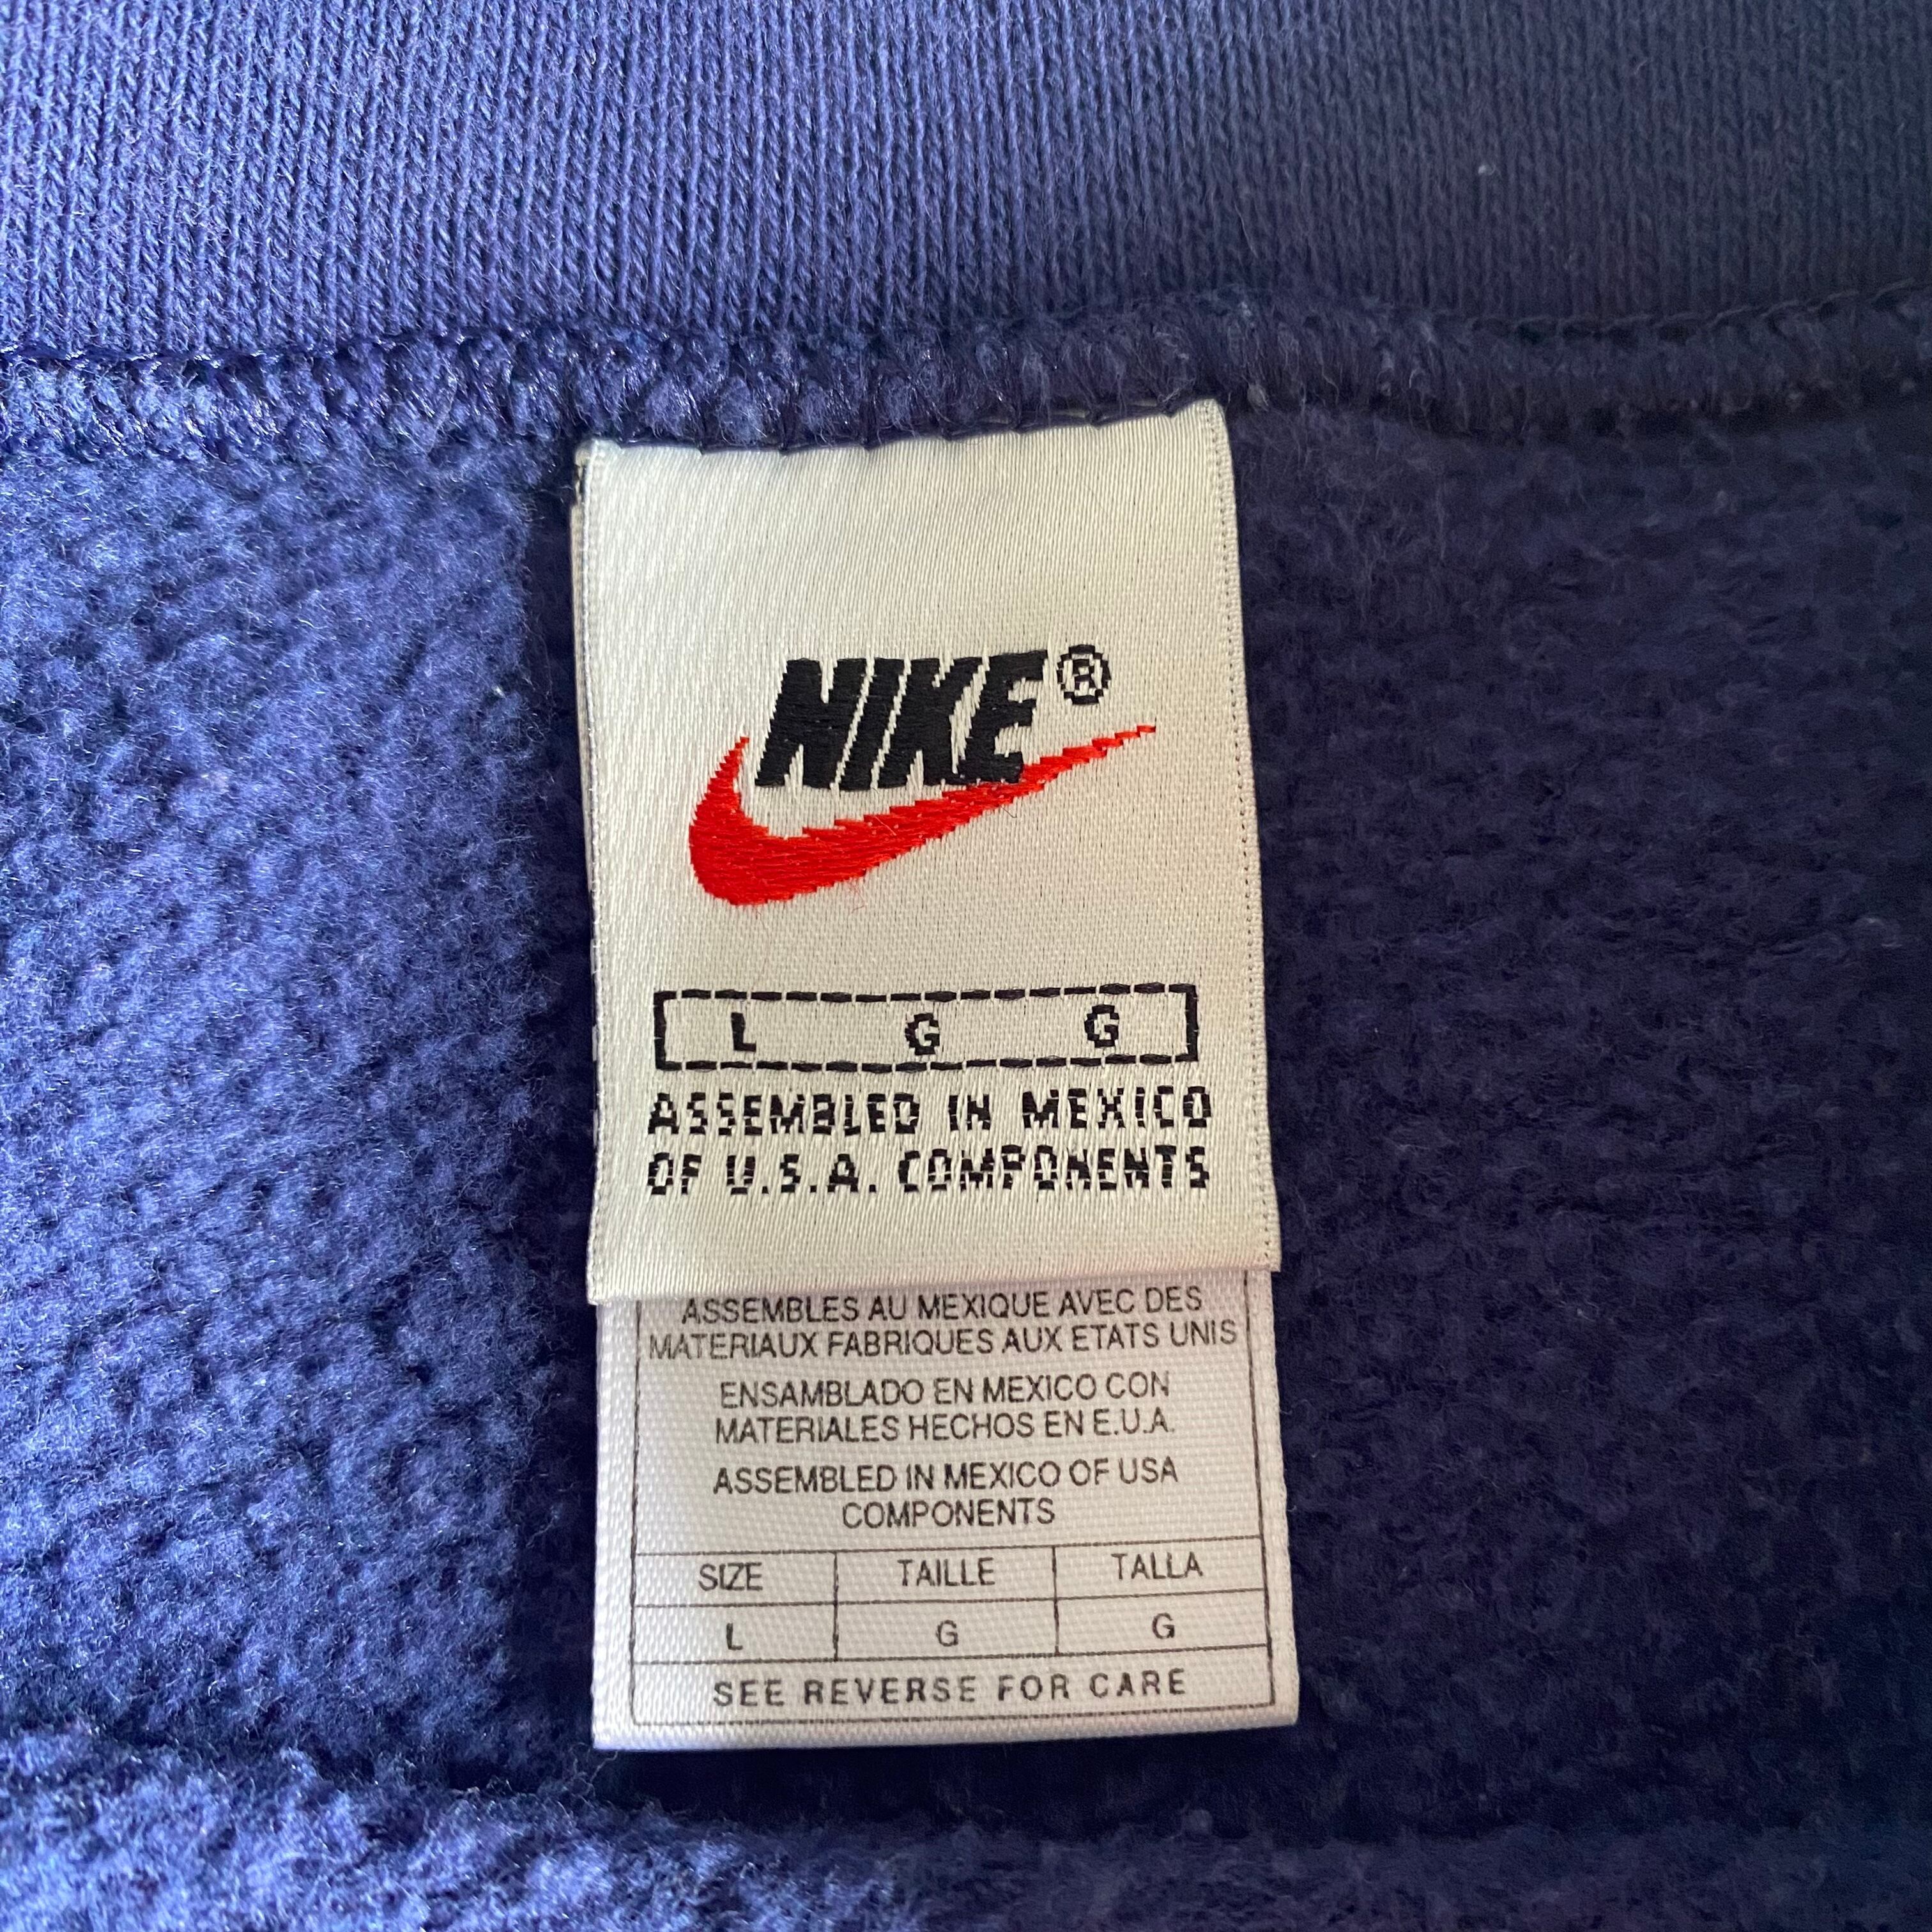 NIKE®
L G G
ASSEMBLED IN MEXICO
OF U.S.A. COMPONENTS
ASSEMBLES AU MEXIQUE AVEC DES
MATERIAUX FABRIQUES AUX ETATS UNIS
ENSAMBLADO EN MEXICO CON
MATERIALES HECHOS EN E.U.A.
ASSEMBLED IN MEXICO OF USA
COMPONENTS
SIZE TAILLE TALLA
L G G
SEE REVERSE FOR CARE